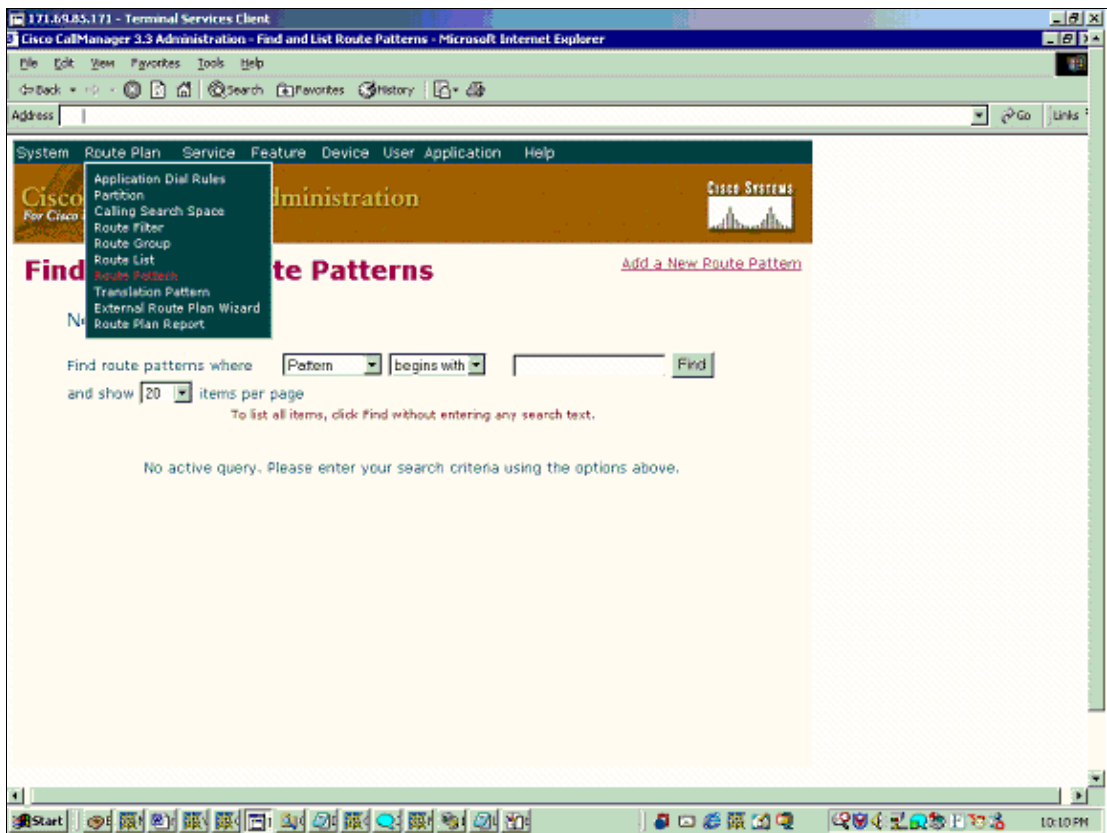 171.69.85.171 - Terminal Services Client
Cisco CallManager 3.3 Administration - Find and List Route Patterns - Microsoft Internet Explorer
File Edit View Favorites Tools Help
Back Search Favorites History
Address Go Links
System Route Plan Service Feature Device User Application Help
Application Dial Rules
Partition
Calling Search Space
Route Filter
Route Group
Route List
Route Pattern
Translation Pattern
External Route Plan Wizard
Route Plan Report
Cisco
For Cisco
CISCO SYSTEMS
Find te Patterns
Add a New Route Pattern
Find route patterns where Pattern begins with Find
and show 20 items per page
To list all items, click Find without entering any search text.
No active query. Please enter your search criteria using the options above.
Start
10:10 PM